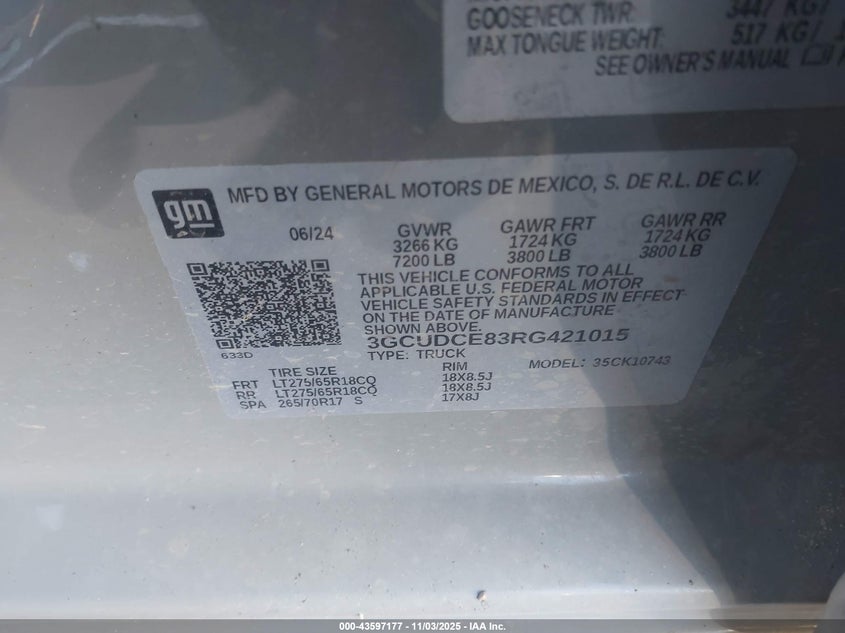 GOOSENECK TWR: 3447 KG/
MAX TONGUE WEIGHT: 517 KG/
SEE OWNER'S MANUAL
gm
MFD BY GENERAL MOTORS DE MEXICO, S. DE R.L. DE C.V.
06/24 GVWR GAWR FRT GAWR RR
3266 KG 1724 KG 1724 KG
7200 LB 3800 LB 3800 LB
THIS VEHICLE CONFORMS TO ALL
APPLICABLE U.S. FEDERAL MOTOR
VEHICLE SAFETY STANDARDS IN EFFECT
ON THE DATE OF MANUFACTURE
SHOWN ABOVE.
3GCUDCE83RG421015
633D
TYPE: TRUCK MODEL: 35CK10743
TIRE SIZE RIM
FRT LT275/65R18CQ 18X8.5J
RR LT275/65R18CQ 18X8.5J
SPA 265/70R17 S 17X8J
000-43597177 - 11/03/2025 - IAA Inc.